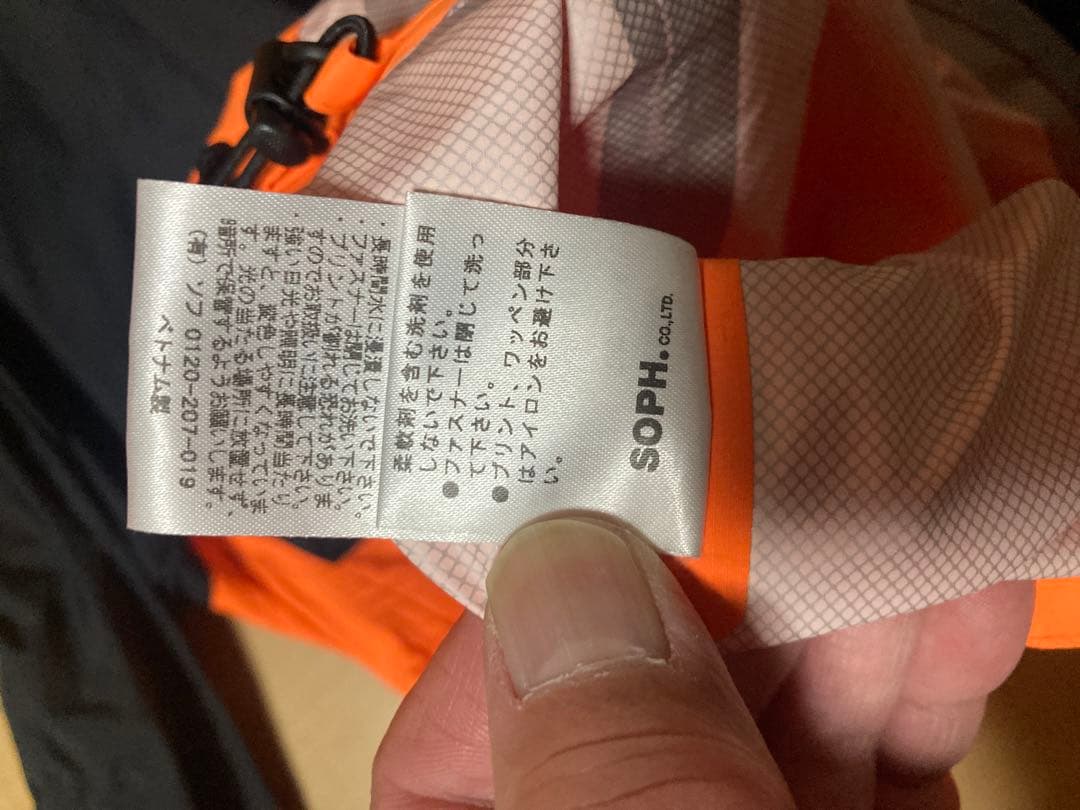 柔軟剤を含む洗剤を使用
しないで下さい。
●ファスナーは閉じて洗っ
て下さい。
●プリント、ワッペン部分
はアイロンをお避け下さ
い。
SOPH. CO.,LTD.
・長時間水に浸漬しないで下さい。
・ファスナーは閉じてお洗い下さい。
・プリントが割れる恐れがありま
すのでお取扱いに注意して下さい。
・強い日光や照明に長時間当たり
ますと、変色しやすくなっていま
す。光の当たる場所に放置せず、
場所で保管するようお願いします。
(有) ソフ 0120-207-019
ベトナム製